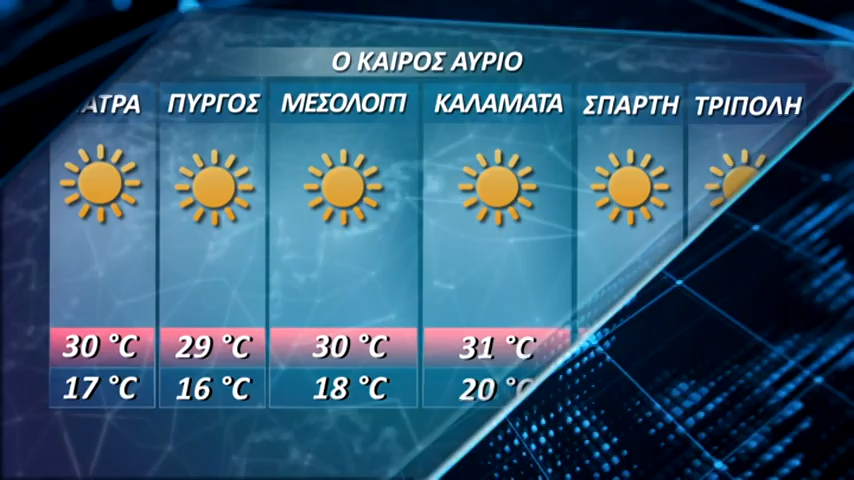 Ο ΚΑΙΡΟΣ ΑΥΡΙΟ
ΑΤΡΑ ΠΥΡΓΟΣ ΜΕΣΟΛΟΓΓΙ ΚΑΛΑΜΑΤΑ ΣΠΑΡΤΗ ΤΡΙΠΟΛΗ
30 °C 29 °C 30 °C 31 °C
17 °C 16 °C 18 °C 20 °C